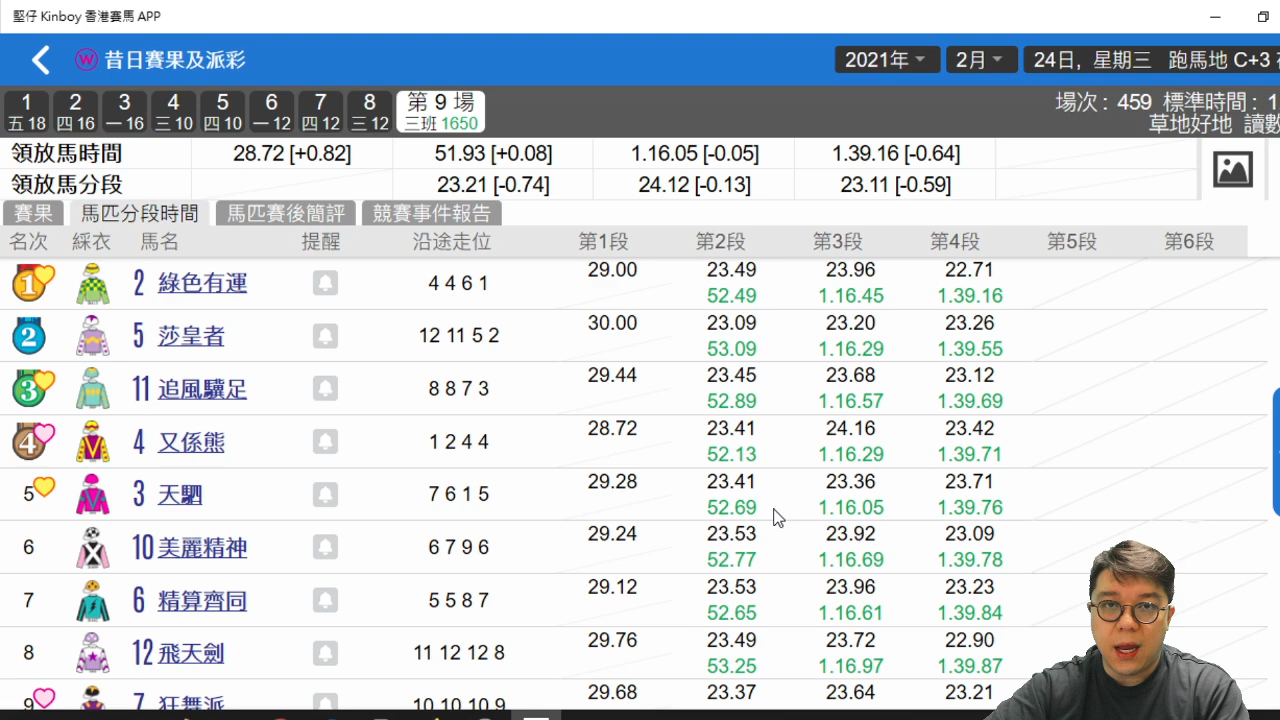 堅仔 Kinboy 香港賽馬 APP
W 昔日賽果及派彩 2021年 2月 24日, 星期三 跑馬地 C+3
1 2 3 4 5 6 7 8 第 9 場 場次 : 459 標準時間 : 1
五 18 四 16 一 16 三 10 四 10 一 12 四 12 三 12 三班 1650 草地好地 讀數
領放馬時間 28.72 [+0.82] 51.93 [+0.08] 1.16.05 [-0.05] 1.39.16 [-0.64]
領放馬分段 23.21 [-0.74] 24.12 [-0.13] 23.11 [-0.59]
賽果 馬匹分段時間 馬匹賽後簡評 競賽事件報告
名次 綵衣 馬名 提醒 沿途走位 第1段 第2段 第3段 第4段 第5段 第6段
1 2 綠色有運 4 4 6 1 29.00 23.49 23.96 22.71
52.49 1.16.45 1.39.16
2 5 莎皇者 12 11 5 2 30.00 23.09 23.20 23.26
53.09 1.16.29 1.39.55
3 11 追風驥足 8 8 7 3 29.44 23.45 23.68 23.12
52.89 1.16.57 1.39.69
4 4 又係熊 1 2 4 4 28.72 23.41 24.16 23.42
52.13 1.16.29 1.39.71
5 3 天駟 7 6 1 5 29.28 23.41 23.36 23.71
52.69 1.16.05 1.39.76
6 10 美麗精神 6 7 9 6 29.24 23.53 23.92 23.09
52.77 1.16.69 1.39.78
7 6 精算齊同 5 5 8 7 29.12 23.53 23.96 23.23
52.65 1.16.61 1.39.84
8 12 飛天劍 11 12 12 8 29.76 23.49 23.72 22.90
53.25 1.16.97 1.39.87
9 7 狂舞派 10 10 10 9 29.68 23.37 23.64 23.21